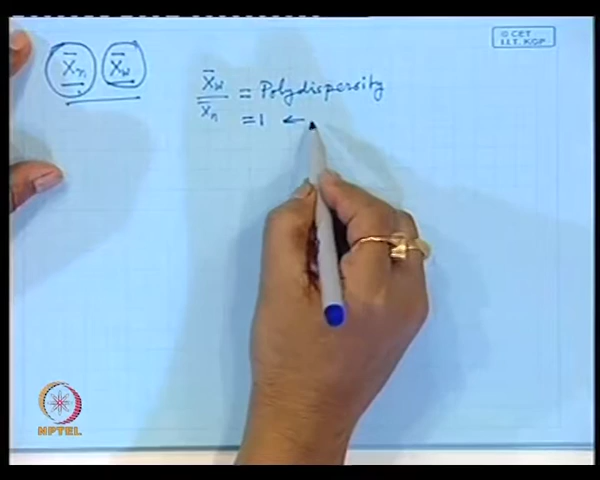 © CET
I.I.T. KGP
X̄n X̄w
X̄w / X̄n = Polydispersity
= 1 ←
NPTEL